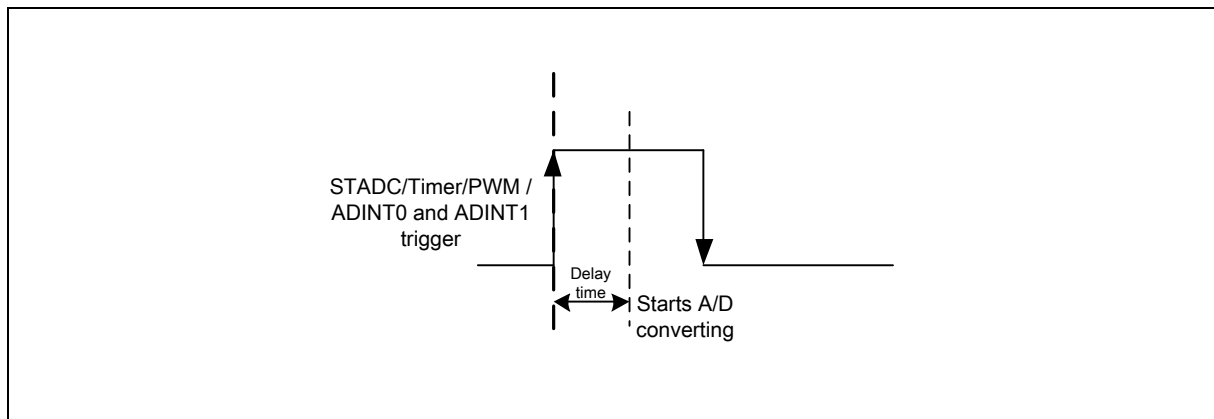 STADC/Timer/PWM /
ADINT0 and ADINT1
trigger
Delay
time
Starts A/D
converting